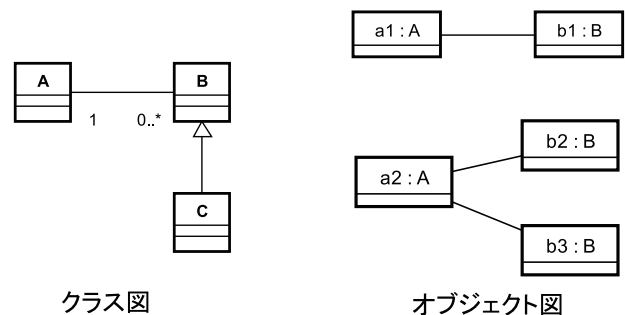 A
B
1
0..*
C
クラス図
a1 : A
b1 : B
a2 : A
b2 : B
b3 : B
オブジェクト図